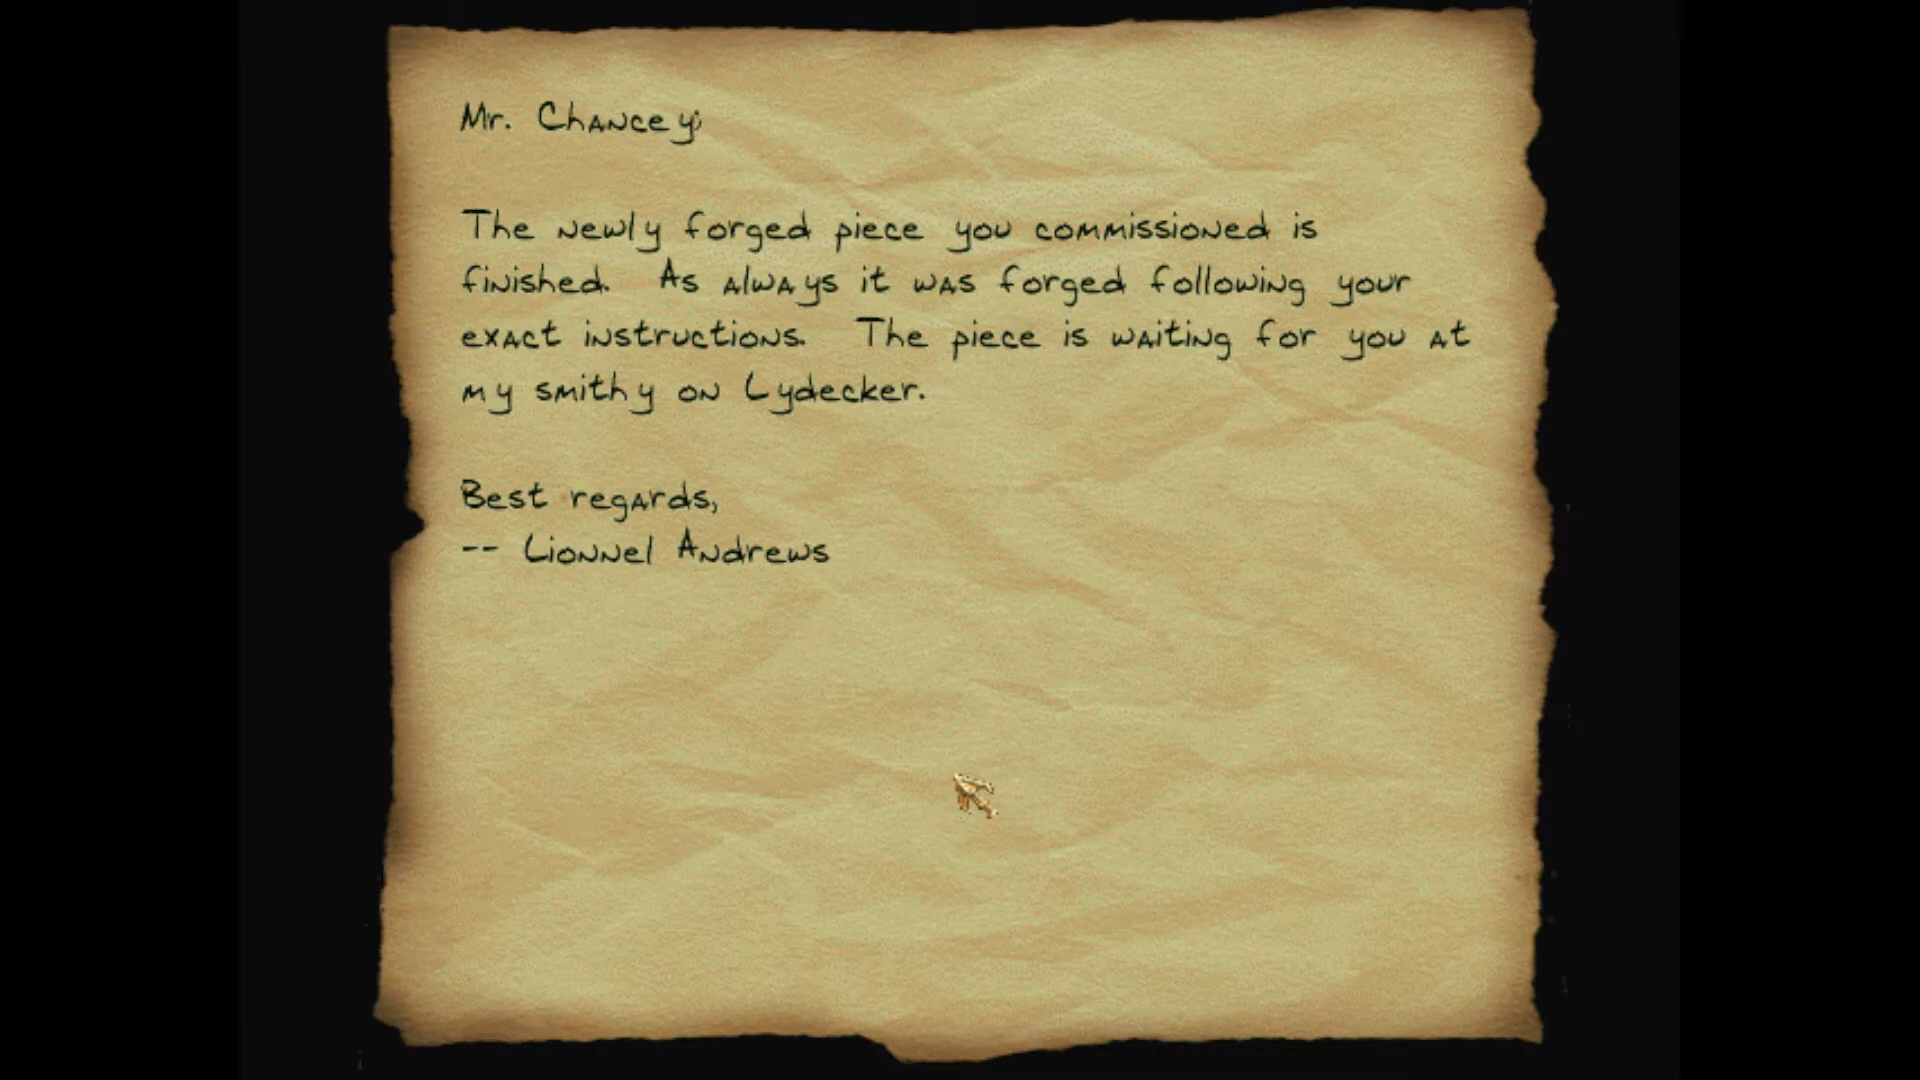 Mr. Chancey;
The newly forged piece you commissioned is
finished. As always it was forged following your
exact instructions. The piece is waiting for you at
my smithy on Lydecker.
Best regards,
-- Lionnel Andrews